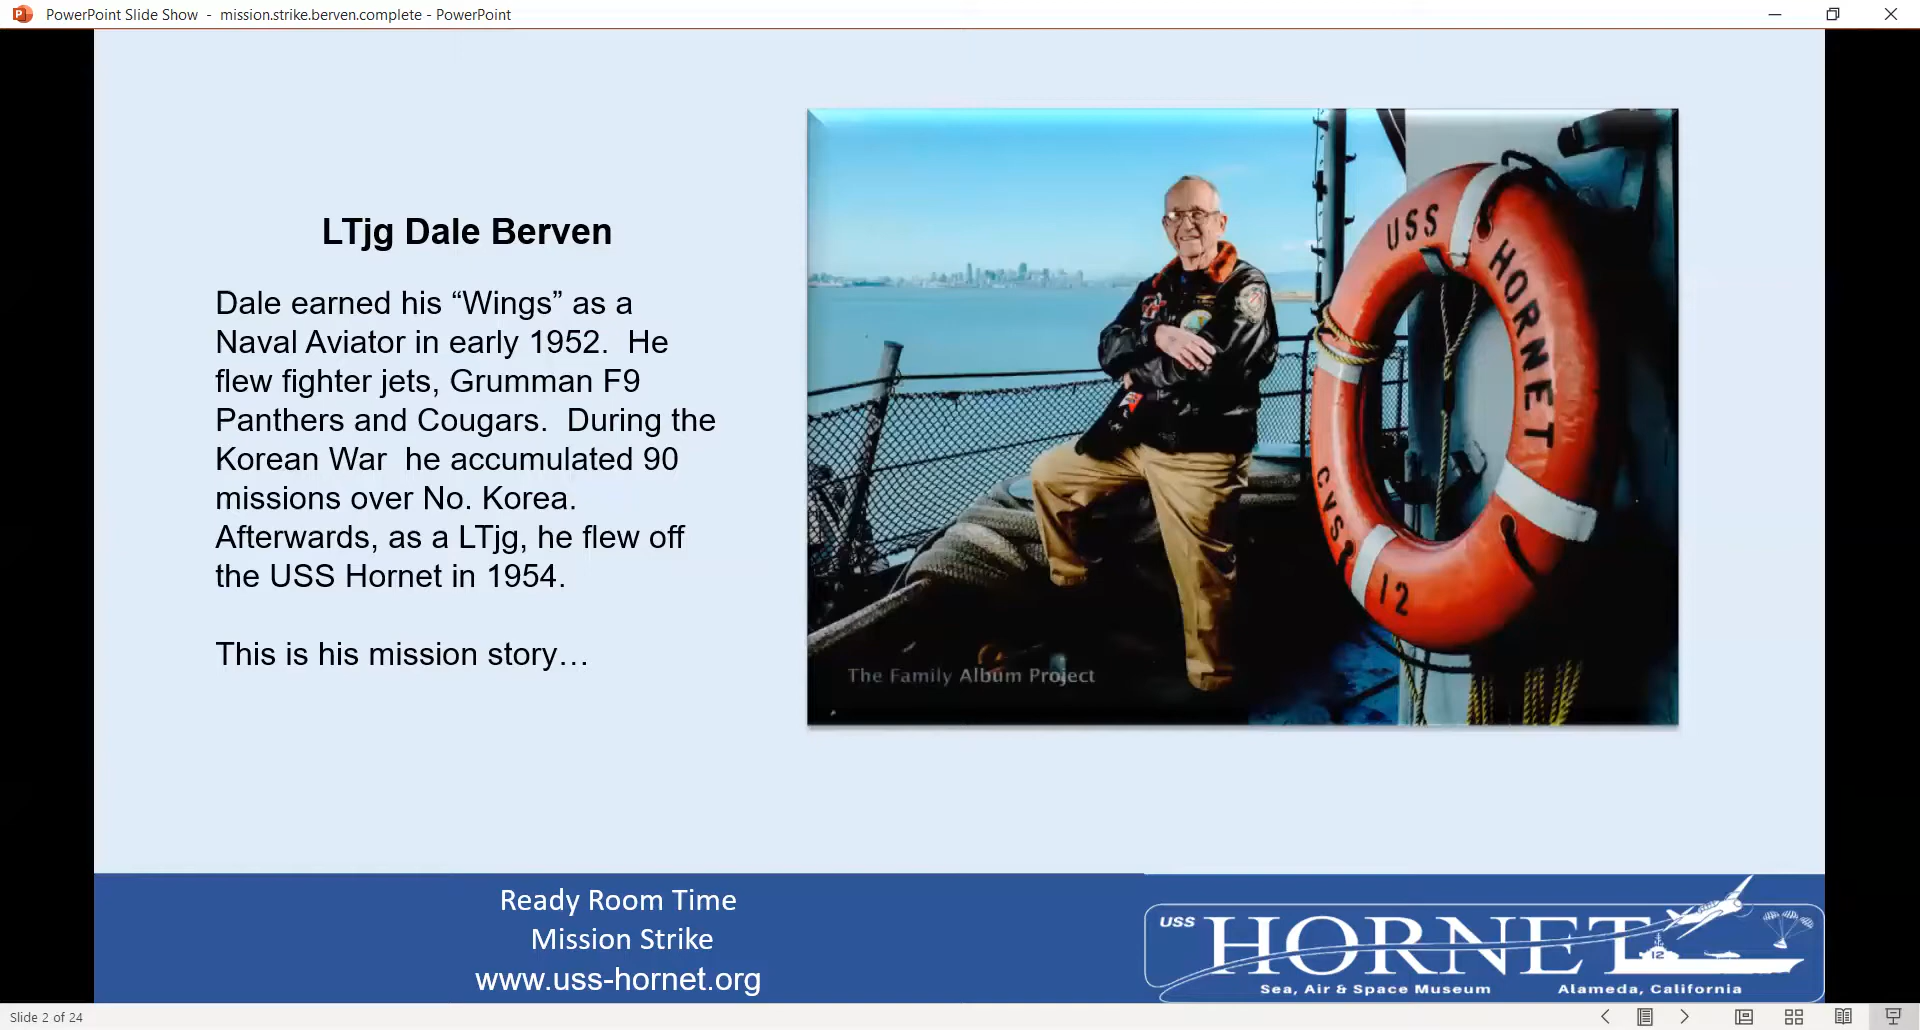 PowerPoint Slide Show - mission.strike.berven.complete - PowerPoint
LTjg Dale Berven
Dale earned his “Wings” as a
Naval Aviator in early 1952. He
flew fighter jets, Grumman F9
Panthers and Cougars. During the
Korean War he accumulated 90
missions over No. Korea.
Afterwards, as a LTjg, he flew off
the USS Hornet in 1954.
This is his mission story…
USS HORNET
CVS 12
The Family Album Project
Ready Room Time
Mission Strike
www.uss-hornet.org
USS HORNET
12
Sea, Air & Space Museum Alameda, California
Slide 2 of 24